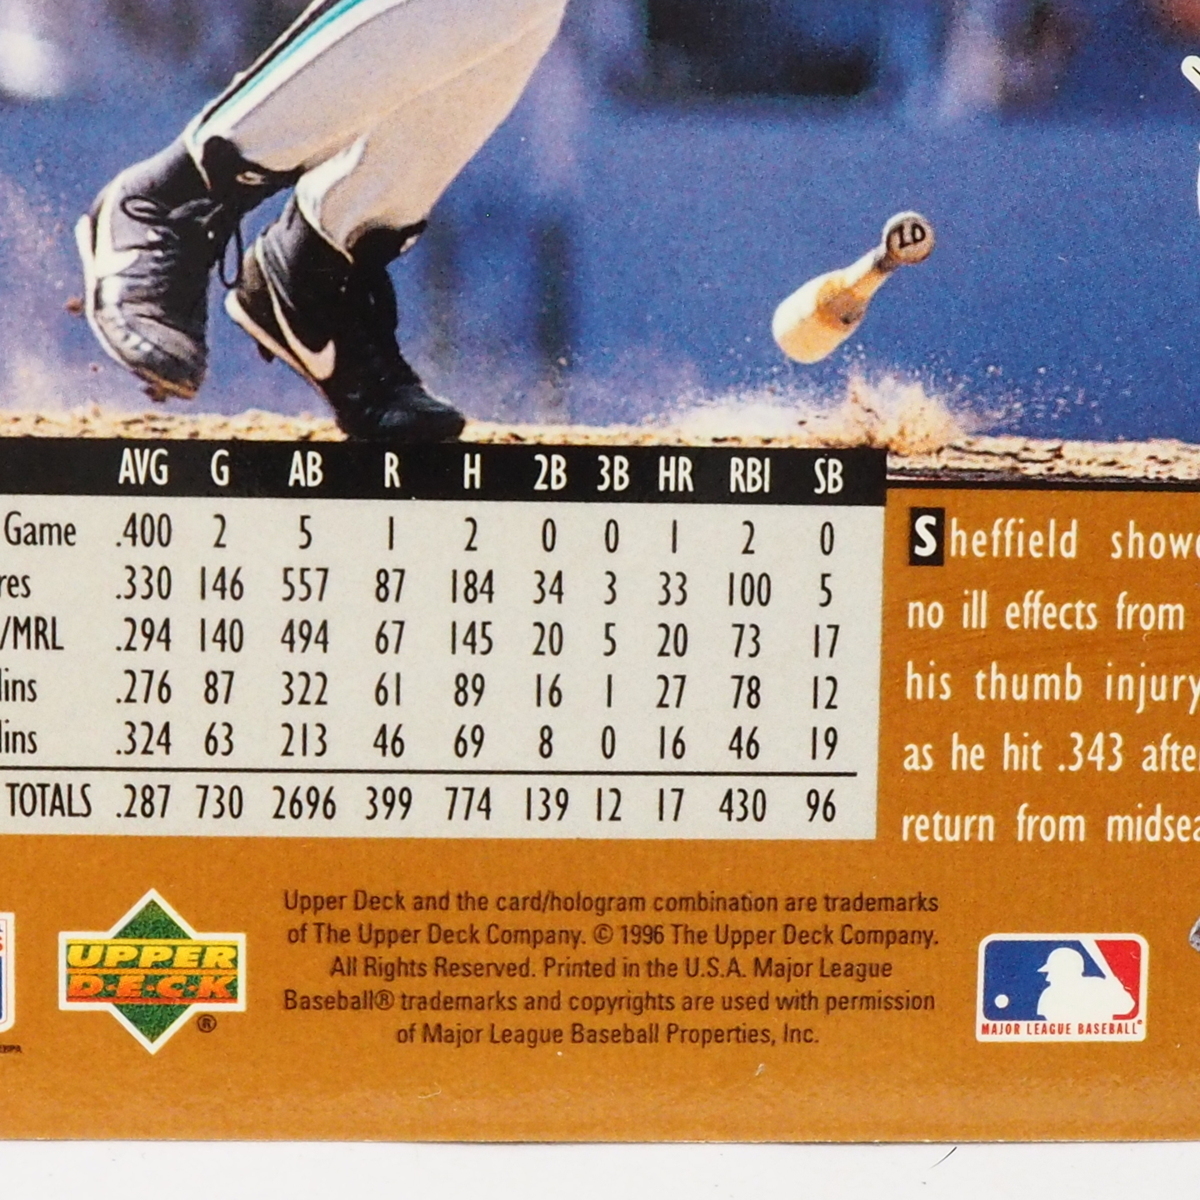 10
AVG G AB R H 2B 3B HR RBI SB
Game .400 2 5 1 2 0 0 1 2 0
res .330 146 557 87 184 34 3 33 100 5
/MRL .294 140 494 67 145 20 5 20 73 17
lins .276 87 322 61 89 16 1 27 78 12
lins .324 63 213 46 69 8 0 16 46 19
TOTALS .287 730 2696 399 774 139 12 17 430 96
Sheffield showe
no ill effects from
his thumb injury
as he hit .343 after
return from midsea
Upper Deck and the card/hologram combination are trademarks
of The Upper Deck Company. © 1996 The Upper Deck Company.
All Rights Reserved. Printed in the U.S.A. Major League
Baseball® trademarks and copyrights are used with permission
of Major League Baseball Properties, Inc.
UPPER
D·E·C·K
®
MAJOR LEAGUE BASEBALL®